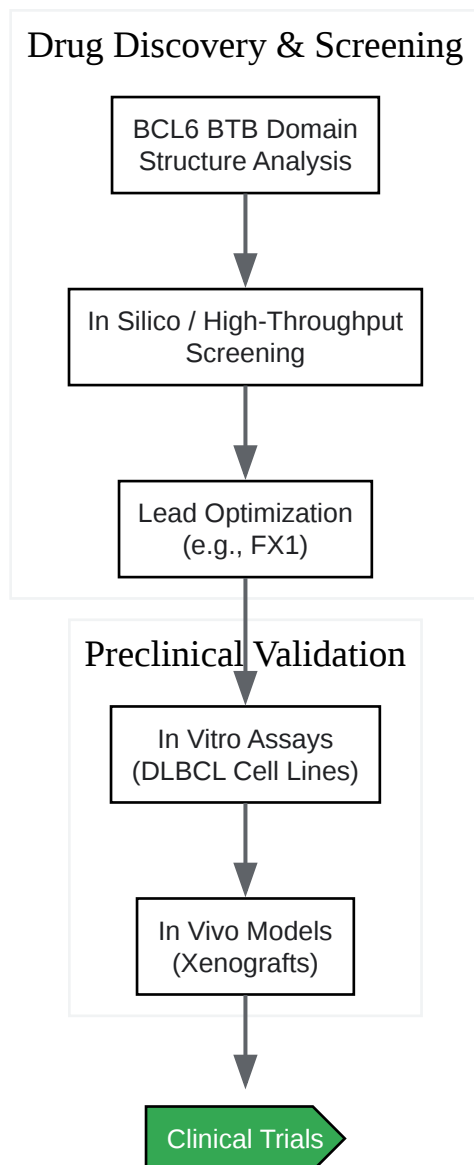 Drug Discovery & Screening
BCL6 BTB Domain
Structure Analysis
In Silico / High-Throughput
Screening
Lead Optimization
(e.g., FX1)
Preclinical Validation
In Vitro Assays
(DLBCL Cell Lines)
In Vivo Models
(Xenografts)
Clinical Trials